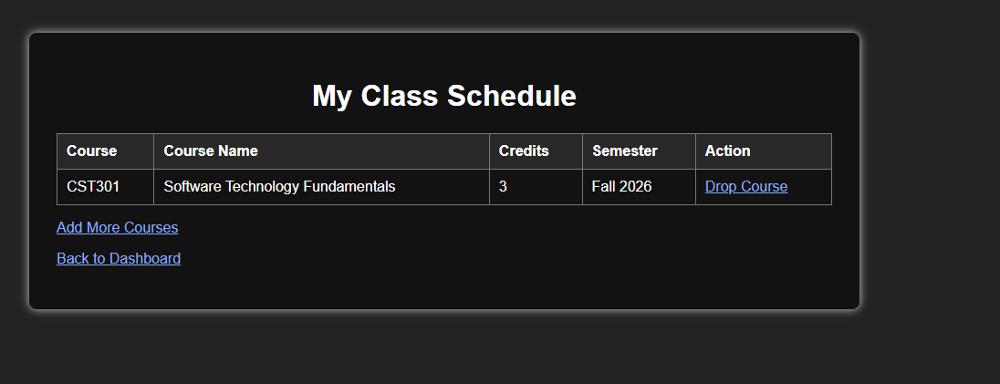 My Class Schedule
Course Course Name Credits Semester Action
CST301 Software Technology Fundamentals 3 Fall 2026 Drop Course
Add More Courses
Back to Dashboard